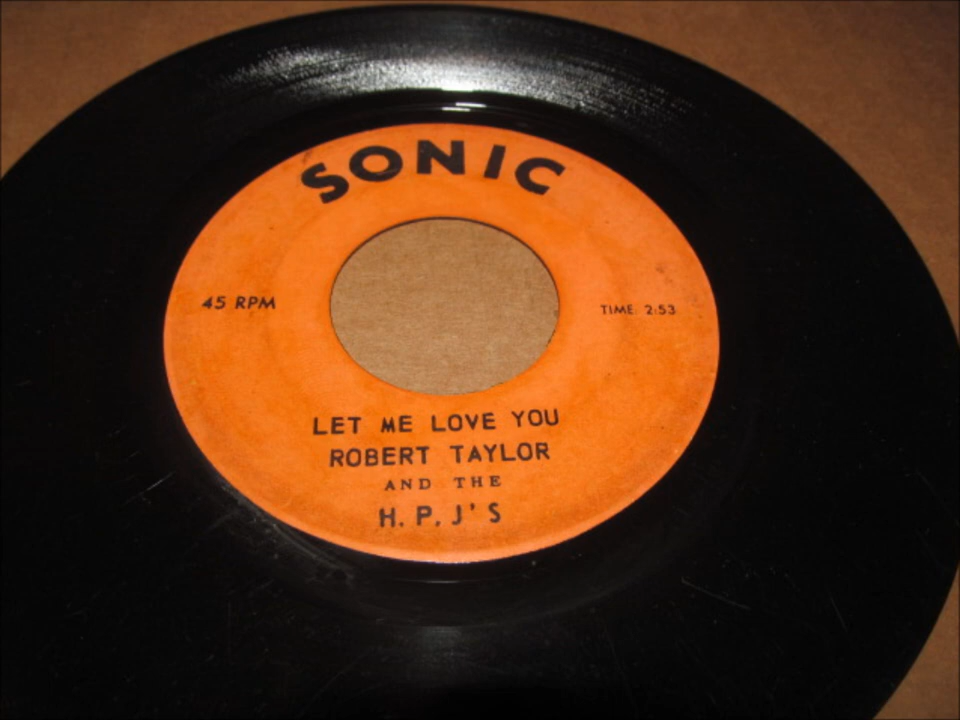 SONIC
45 RPM
TIME: 2:53
LET ME LOVE YOU
ROBERT TAYLOR
AND THE
H. P. J'S